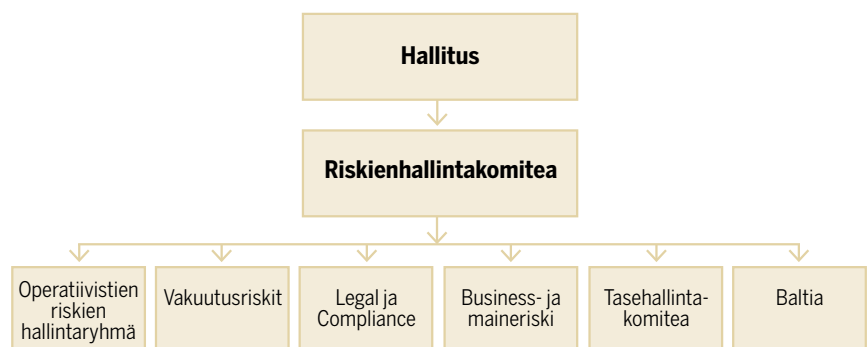 Hallitus
Riskienhallintakomitea
Operatiivistien
riskien
hallintaryhmä
Vakuutusriskit
Legal ja
Compliance
Business- ja
maineriski
Tasehallinta-
komitea
Baltia